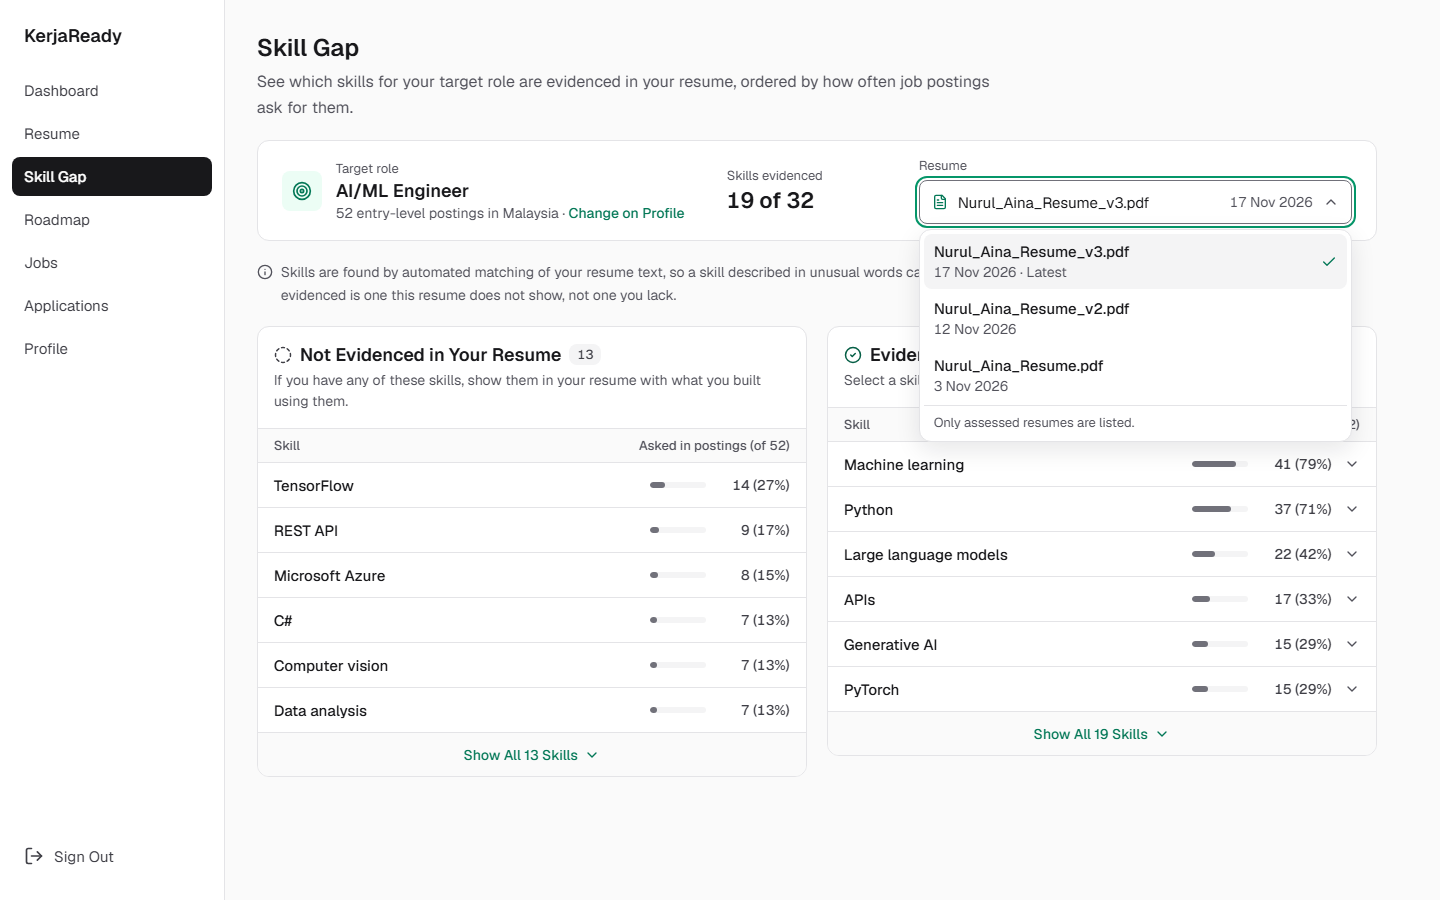 KerjaReady
Dashboard
Resume
Skill Gap
Roadmap
Jobs
Applications
Profile
Sign Out
Skill Gap
See which skills for your target role are evidenced in your resume, ordered by how often job postings
ask for them.
Target role
AI/ML Engineer
52 entry-level postings in Malaysia · Change on Profile
Skills evidenced
19 of 32
Resume
Nurul_Aina_Resume_v3.pdf 17 Nov 2026
Nurul_Aina_Resume_v3.pdf
17 Nov 2026 · Latest
Nurul_Aina_Resume_v2.pdf
12 Nov 2026
Nurul_Aina_Resume.pdf
3 Nov 2026
Only assessed resumes are listed.
Skills are found by automated matching of your resume text, so a skill described in unusual words
evidenced is one this resume does not show, not one you lack.
Not Evidenced in Your Resume 13
If you have any of these skills, show them in your resume with what you built
using them.
Skill Asked in postings (of 52)
TensorFlow 14 (27%)
REST API 9 (17%)
Microsoft Azure 8 (15%)
C# 7 (13%)
Computer vision 7 (13%)
Data analysis 7 (13%)
Show All 13 Skills
Select a
Skill
Machine learning 41 (79%)
Python 37 (71%)
Large language models 22 (42%)
APIs 17 (33%)
Generative AI 15 (29%)
PyTorch 15 (29%)
Show All 19 Skills